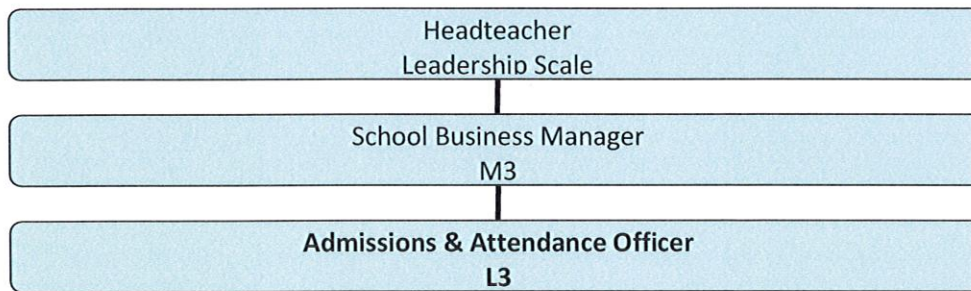 Headteacher
Leadership Scale
School Business Manager
M3
Admissions & Attendance Officer
L3